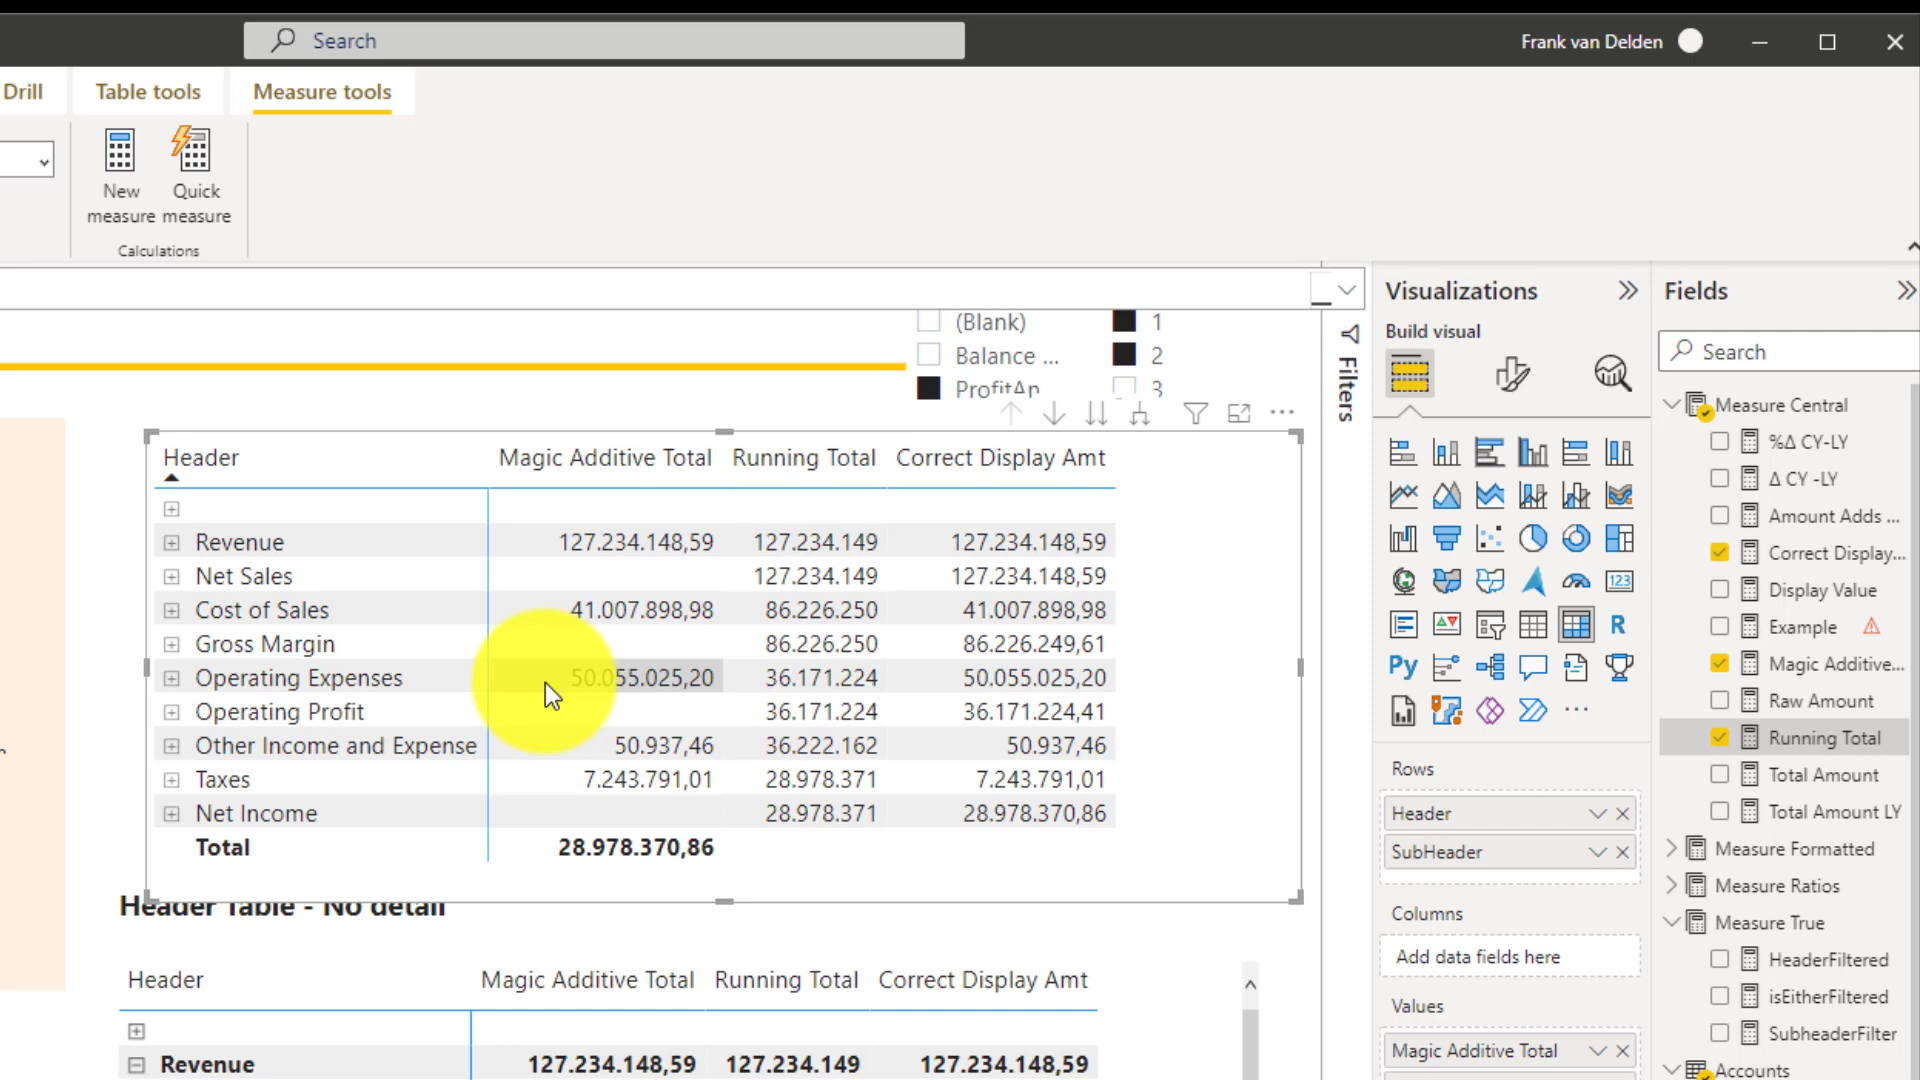 Search
Frank van Delden
Drill
Table tools
Measure tools
New measure
Quick measure
Calculations
(Blank)
1
Balance ...
2
ProfitAn
3
Filters
Header Magic Additive Total Running Total Correct Display Amt
Revenue 127.234.148,59 127.234.149 127.234.148,59
Net Sales 127.234.149 127.234.148,59
Cost of Sales 41.007.898,98 86.226.250 41.007.898,98
Gross Margin 86.226.250 86.226.249,61
Operating Expenses 50.055.025,20 36.171.224 50.055.025,20
Operating Profit 36.171.224 36.171.224,41
Other Income and Expense 50.937,46 36.222.162 50.937,46
Taxes 7.243.791,01 28.978.371 7.243.791,01
Net Income 28.978.371 28.978.370,86
Total 28.978.370,86
Header Table - No detail
Header Magic Additive Total Running Total Correct Display Amt
Revenue 127.234.148,59 127.234.149 127.234.148,59
Visualizations
Build visual
123
R
Py
...
Rows
Header
SubHeader
Columns
Add data fields here
Values
Magic Additive Total
Fields
Search
Measure Central
%Δ CY-LY
Δ CY -LY
Amount Adds ...
Correct Display...
Display Value
Example
Magic Additive...
Raw Amount
Running Total
Total Amount
Total Amount LY
Measure Formatted
Measure Ratios
Measure True
HeaderFiltered
isEitherFiltered
SubheaderFilter
Accounts